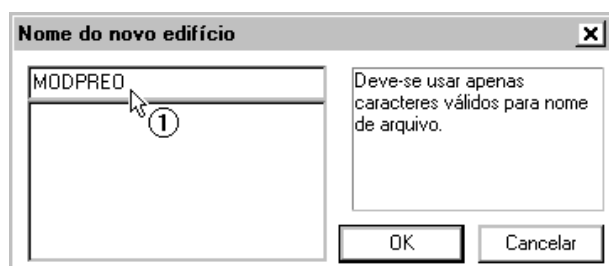 Nome do novo edifício
MODPREO
1
Deve-se usar apenas
caracteres válidos para nome
de arquivo.
OK
Cancelar